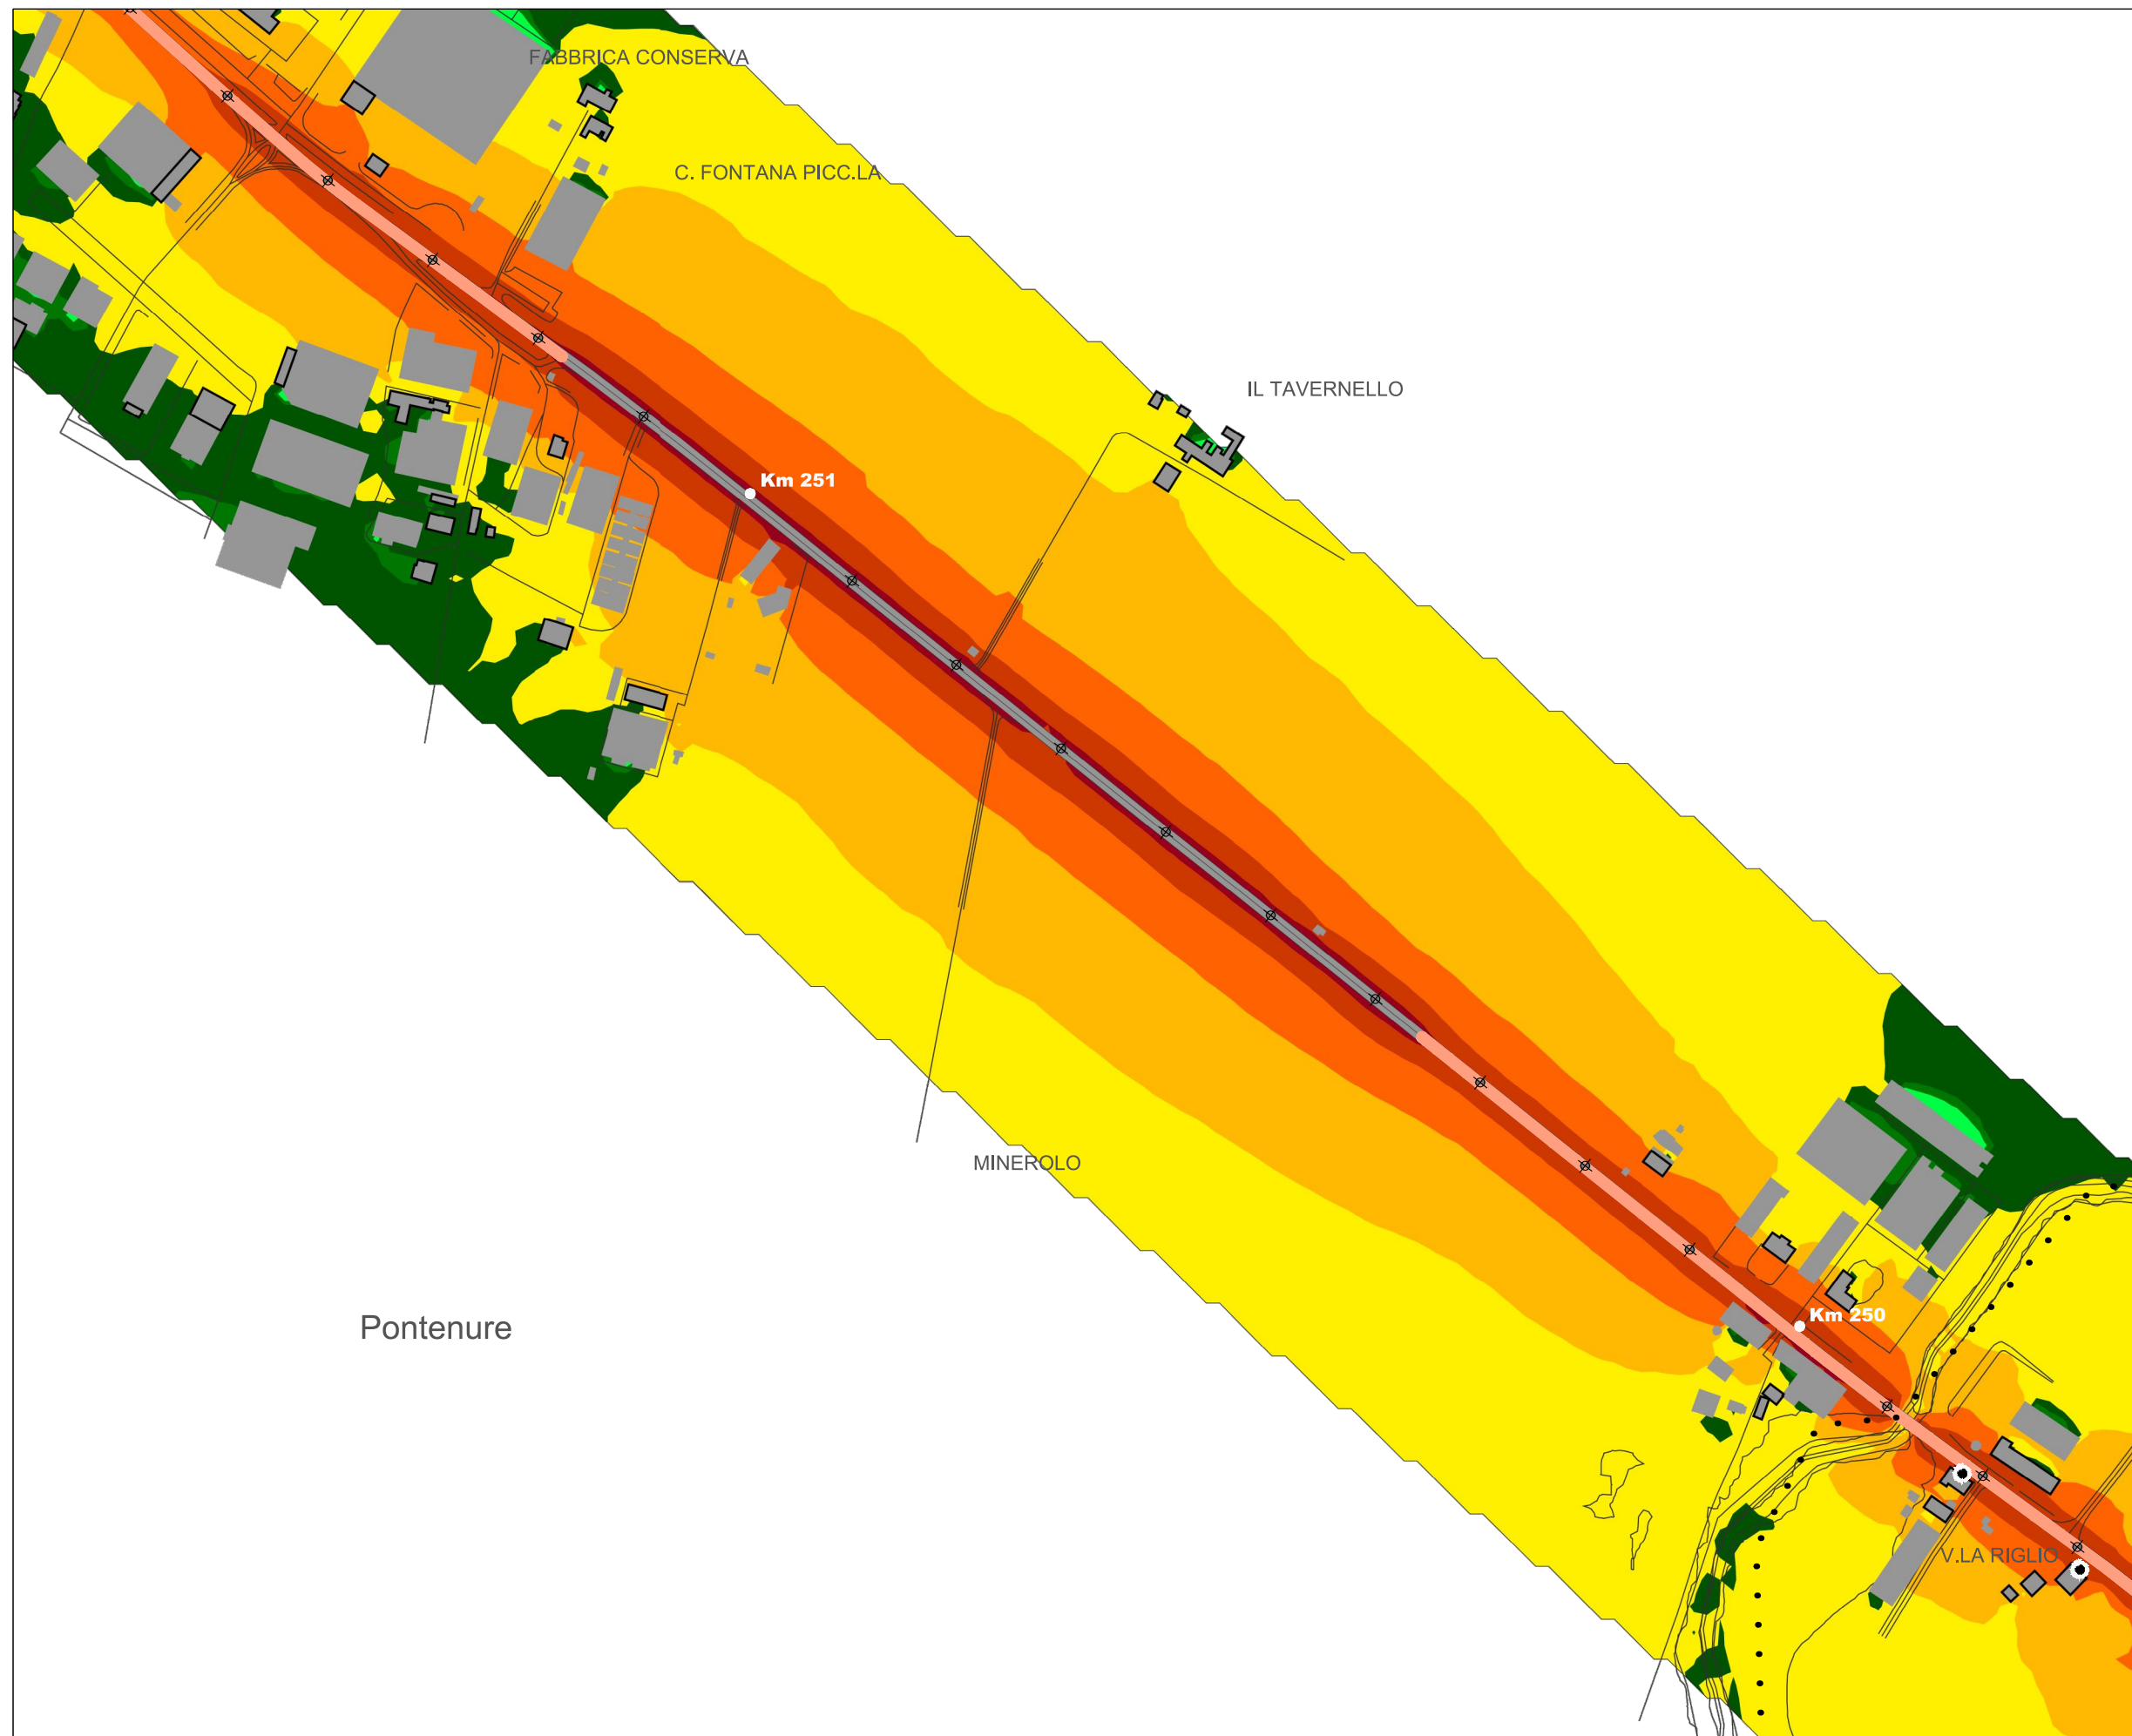 FABBRICA CONSERVA
C. FONTANA PICC.LA
IL TAVERNELLO
Km 251
MINEROLO
Km 250
Pontenure
V.LA RIGLIO